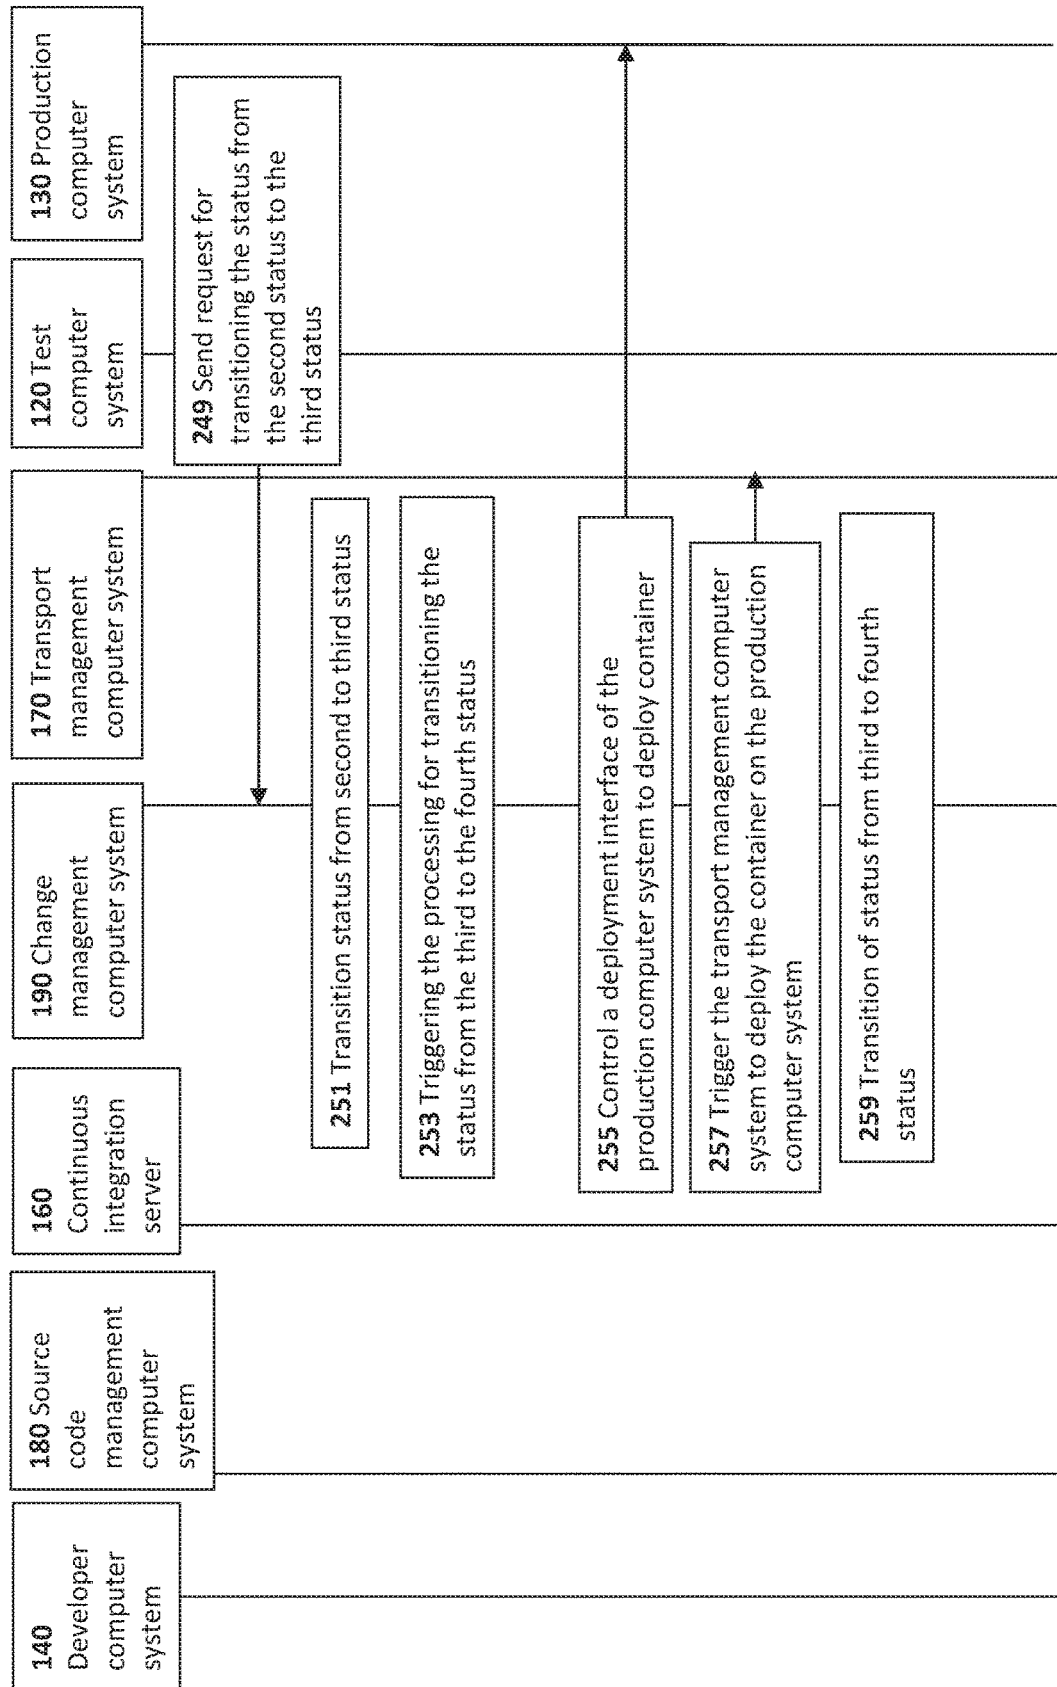 140
Developer
computer
system
180 Source
code
management
computer
system
160
Continuous
integration
server
190 Change
management
computer system
170 Transport
management
computer system
120 Test
computer
system
130 Production
computer
system
249 Send request for
transitioning the status from
the second status to the
third status
251 Transition status from second to third status
253 Triggering the processing for transitioning the
status from the third to the fourth status
255 Control a deployment interface of the
production computer system to deploy container
257 Trigger the transport management computer
system to deploy the container on the production
computer system
259 Transition of status from third to fourth
status